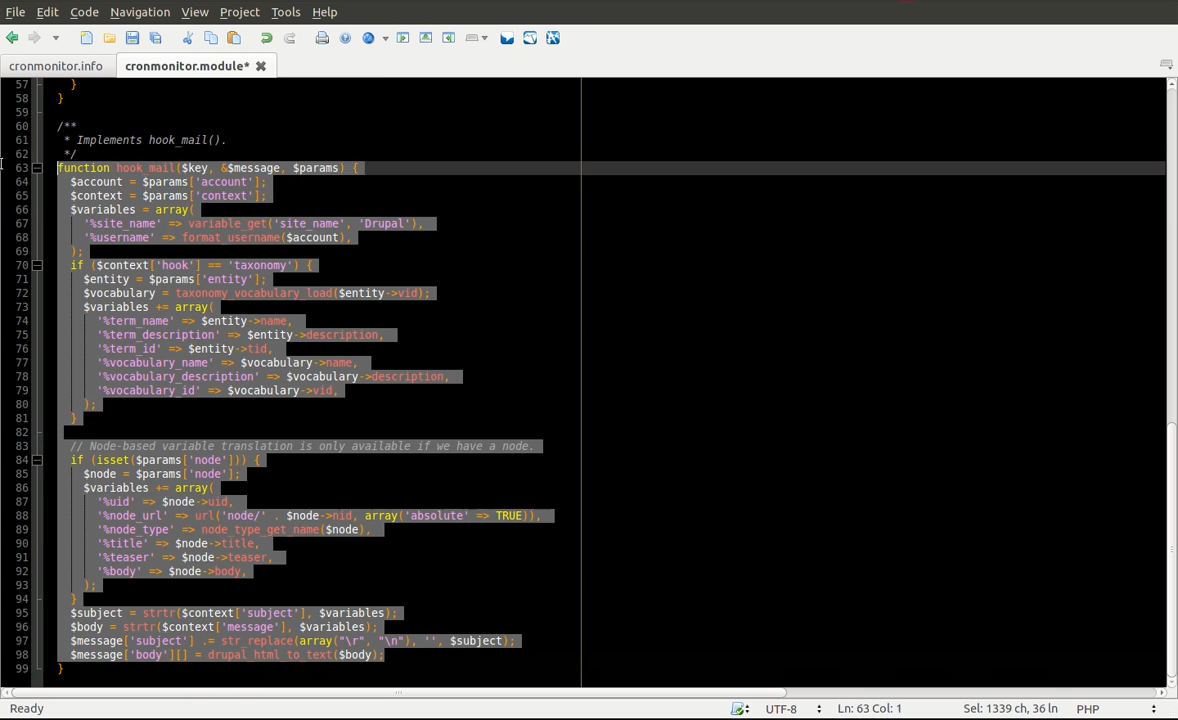 File Edit Code Navigation View Project Tools Help
cronmonitor.info cronmonitor.module*
57 }
58 }
59
60 /**
61 * Implements hook_mail().
62 */
63 function hook_mail($key, &$message, $params) {
64 $account = $params['account'];
65 $context = $params['context'];
66 $variables = array(
67 '%site_name' => variable_get('site_name', 'Drupal'),
68 '%username' => format_username($account),
69 );
70 if ($context['hook'] == 'taxonomy') {
71 $entity = $params['entity'];
72 $vocabulary = taxonomy_vocabulary_load($entity->vid);
73 $variables += array(
74 '%term_name' => $entity->name,
75 '%term_description' => $entity->description,
76 '%term_id' => $entity->tid,
77 '%vocabulary_name' => $vocabulary->name,
78 '%vocabulary_description' => $vocabulary->description,
79 '%vocabulary_id' => $vocabulary->vid,
80 );
81 }
82
83 // Node-based variable translation is only available if we have a node.
84 if (isset($params['node'])) {
85 $node = $params['node'];
86 $variables += array(
87 '%uid' => $node->uid,
88 '%node_url' => url('node/' . $node->nid, array('absolute' => TRUE)),
89 '%node_type' => node_type_get_name($node),
90 '%title' => $node->title,
91 '%teaser' => $node->teaser,
92 '%body' => $node->body,
93 );
94 }
95 $subject = strtr($context['subject'], $variables);
96 $body = strtr($context['message'], $variables);
97 $message['subject'] .= str_replace(array("\r", "\n"), '', $subject);
98 $message['body'][] = drupal_html_to_text($body);
99 }
Ready UTF-8 Ln: 63 Col: 1 Sel: 1339 ch, 36 ln PHP